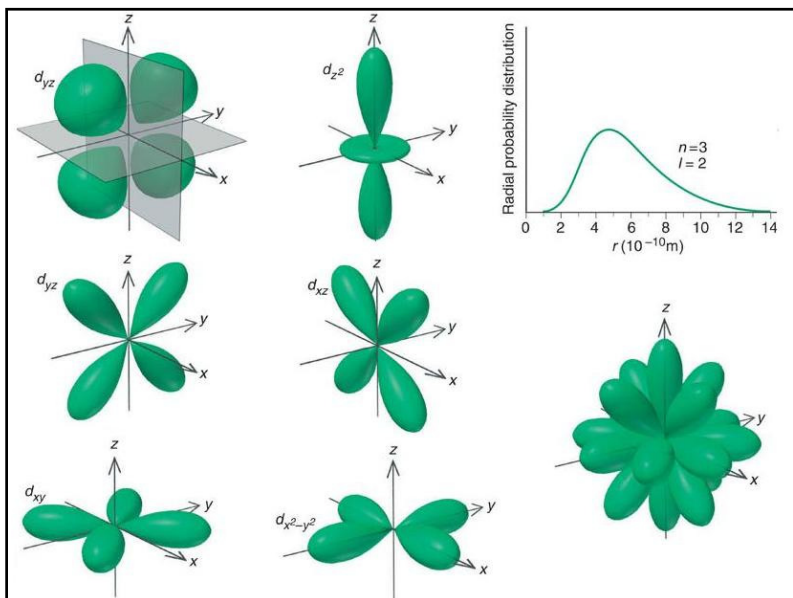 z
d_yz
y
x
z
d_z²
y
x
Radial probability distribution
n=3
l=2
0 2 4 6 8 10 12 14
r (10⁻¹⁰m)
z
d_yz
y
x
z
d_xz
y
x
z
y
x
z
d_xy
y
x
z
d_x²–y²
y
x